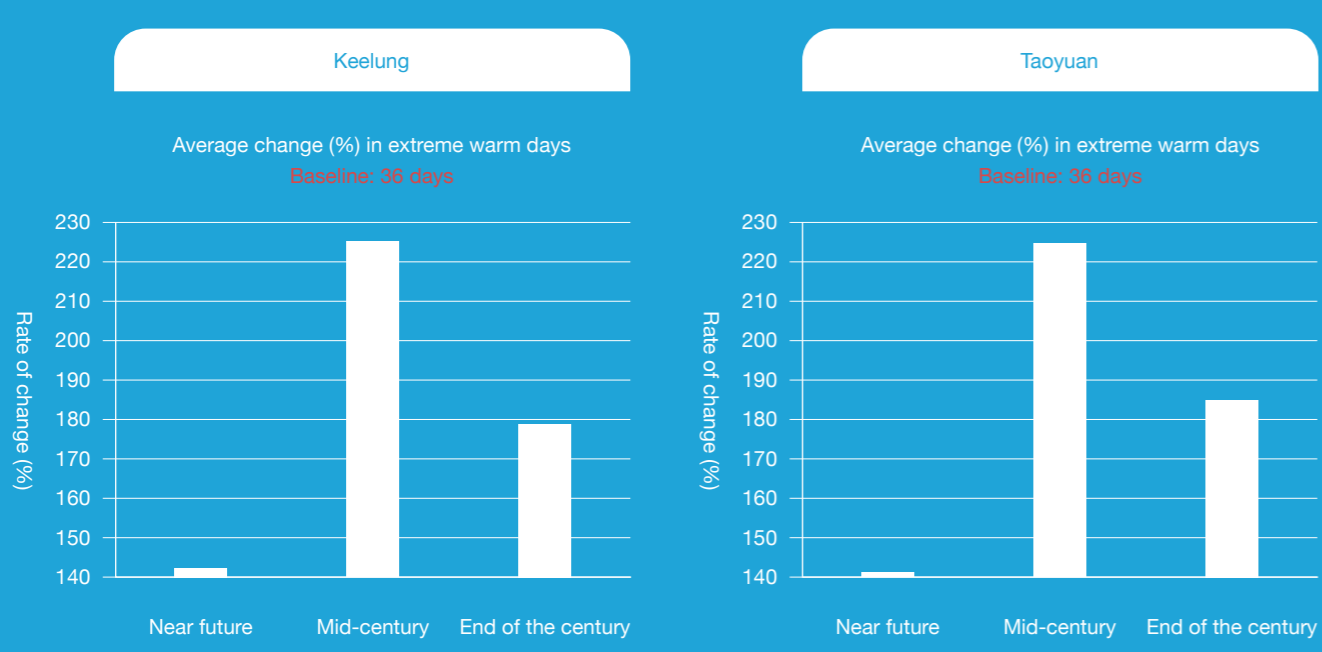 Keelung
Average change (%) in extreme warm days
Baseline: 36 days
230
220
210
200
190
180
170
160
150
140
Rate of change (%)
Near future
Mid-century
End of the century
Taoyuan
Average change (%) in extreme warm days
Baseline: 36 days
230
220
210
200
190
180
170
160
150
140
Rate of change (%)
Near future
Mid-century
End of the century